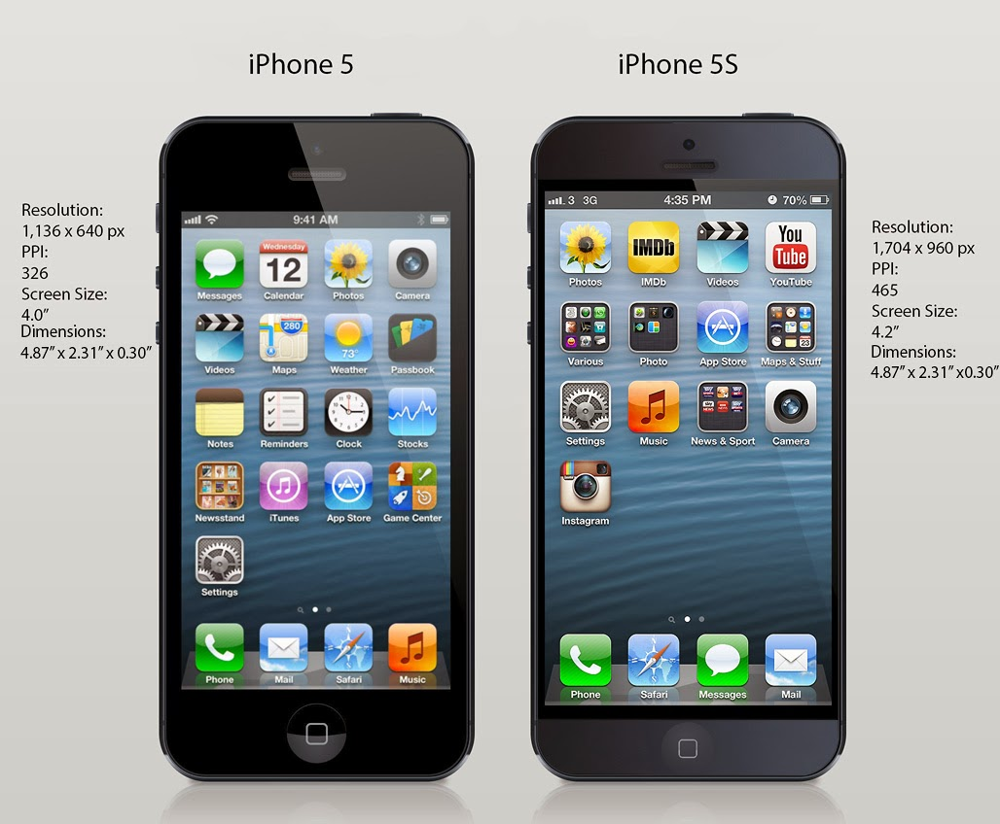 iPhone 5
iPhone 5S
Resolution:
1,136 x 640 px
PPI:
326
Screen Size:
4.0”
Dimensions:
4.87” x 2.31” x 0.30”
9:41 AM
Wednesday
12
Messages Calendar Photos Camera
280
73°
Videos Maps Weather Passbook
Notes Reminders Clock Stocks
Newsstand iTunes App Store Game Center
Settings
Phone Mail Safari Music
3 3G 4:35 PM 70%
IMDb
You
Tube
Photos IMDb Videos YouTube
23
Various Photo App Store Maps & Stuff
Settings Music News & Sport Camera
Instagram
Phone Safari Messages Mail
Resolution:
1,704 x 960 px
PPI:
465
Screen Size:
4.2”
Dimensions:
4.87” x 2.31” x0.30”